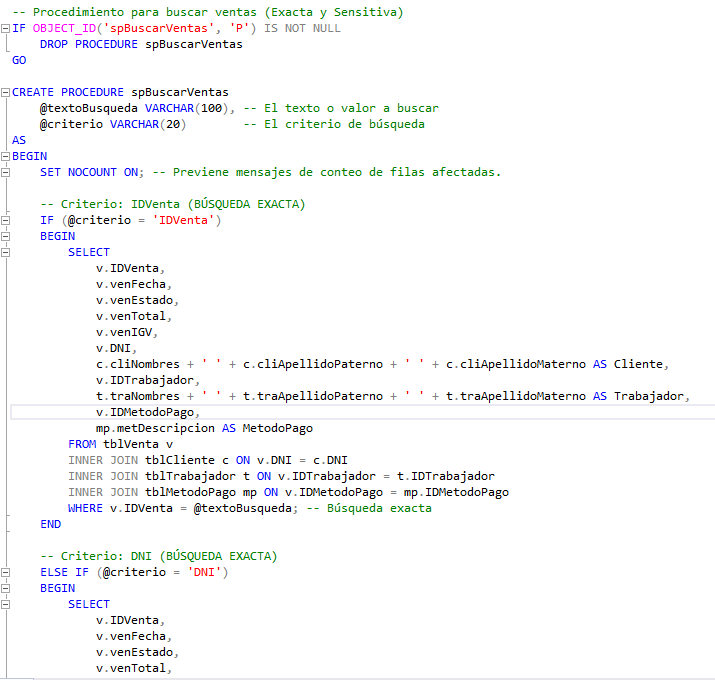 -- Procedimiento para buscar ventas (Exacta y Sensitiva)
IF OBJECT_ID('spBuscarVentas', 'P') IS NOT NULL
    DROP PROCEDURE spBuscarVentas
GO

CREATE PROCEDURE spBuscarVentas
    @textoBusqueda VARCHAR(100), -- El texto o valor a buscar
    @criterio VARCHAR(20)        -- El criterio de búsqueda
AS
BEGIN
    SET NOCOUNT ON; -- Previene mensajes de conteo de filas afectadas.

    -- Criterio: IDVenta (BÚSQUEDA EXACTA)
    IF (@criterio = 'IDVenta')
    BEGIN
        SELECT
            v.IDVenta,
            v.venFecha,
            v.venEstado,
            v.venTotal,
            v.venIGV,
            v.DNI,
            c.cliNombres + ' ' + c.cliApellidoPaterno + ' ' + c.cliApellidoMaterno AS Cliente,
            v.IDTrabajador,
            t.traNombres + ' ' + t.traApellidoPaterno + ' ' + t.traApellidoMaterno AS Trabajador,
            v.IDMetodoPago,
            mp.metDescripcion AS MetodoPago
        FROM tblVenta v
        INNER JOIN tblCliente c ON v.DNI = c.DNI
        INNER JOIN tblTrabajador t ON v.IDTrabajador = t.IDTrabajador
        INNER JOIN tblMetodoPago mp ON v.IDMetodoPago = mp.IDMetodoPago
        WHERE v.IDVenta = @textoBusqueda; -- Búsqueda exacta
    END

    -- Criterio: DNI (BÚSQUEDA EXACTA)
    ELSE IF (@criterio = 'DNI')
    BEGIN
        SELECT
            v.IDVenta,
            v.venFecha,
            v.venEstado,
            v.venTotal,